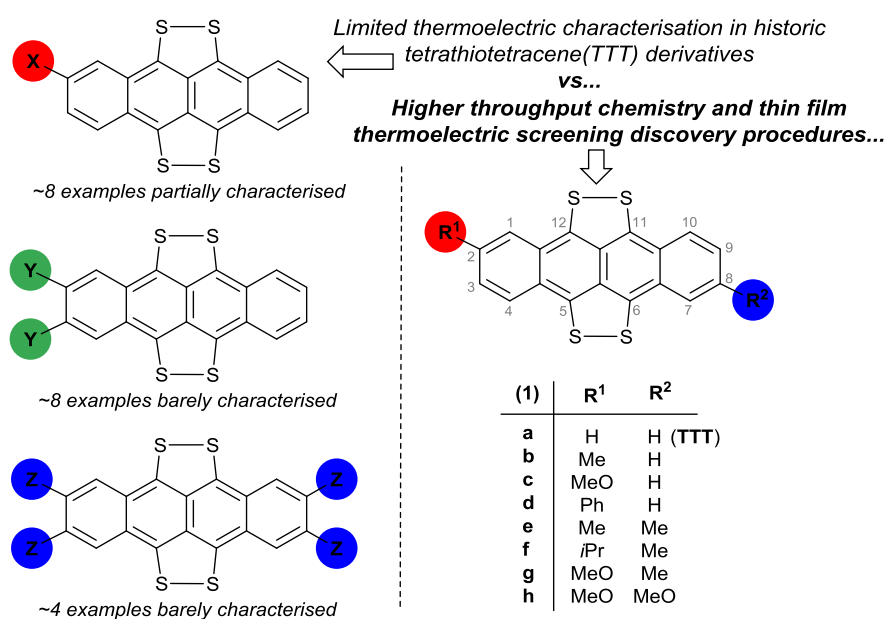 Limited thermoelectric characterisation in historic
tetrathiotetracene(TTT) derivatives
vs...
Higher throughput chemistry and thin film
thermoelectric screening discovery procedures...
S S
X
S S
~8 examples partially characterised
S S
Y
Y
S S
~8 examples barely characterised
S S
Z Z
Z Z
S S
~4 examples barely characterised
S S
1 12 11 10
R¹
2 9
3 8
R²
4 5 6 7
S S
(1) R¹ R²
a H H (TTT)
b Me H
c MeO H
d Ph H
e Me Me
f iPr Me
g MeO Me
h MeO MeO